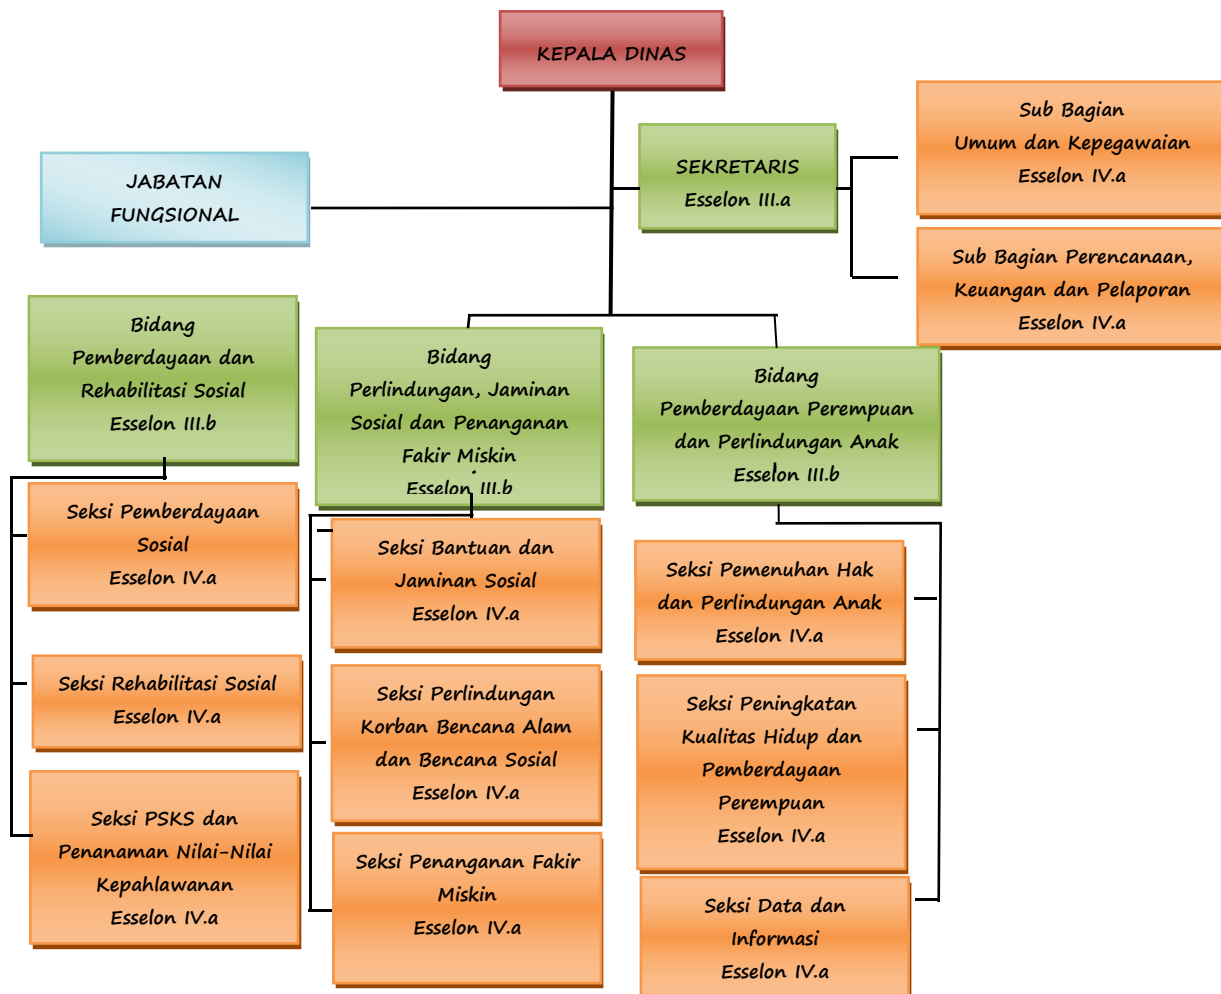 KEPALA DINAS
Sub Bagian
Umum dan Kepegawaian
Esselon IV.a
SEKRETARIS
Esselon III.a
JABATAN
FUNGSIONAL
Sub Bagian Perencanaan,
Keuangan dan Pelaporan
Esselon IV.a
Bidang
Pemberdayaan dan
Rehabilitasi Sosial
Esselon III.b
Bidang
Perlindungan, Jaminan
Sosial dan Penanganan
Fakir Miskin
Esselon III.b
Bidang
Pemberdayaan Perempuan
dan Perlindungan Anak
Esselon III.b
Seksi Pemberdayaan
Sosial
Esselon IV.a
Seksi Rehabilitasi Sosial
Esselon IV.a
Seksi PSKS dan
Penanaman Nilai-Nilai
Kepahlawanan
Esselon IV.a
Seksi Bantuan dan
Jaminan Sosial
Esselon IV.a
Seksi Perlindungan
Korban Bencana Alam
dan Bencana Sosial
Esselon IV.a
Seksi Penanganan Fakir
Miskin
Esselon IV.a
Seksi Pemenuhan Hak
dan Perlindungan Anak
Esselon IV.a
Seksi Peningkatan
Kualitas Hidup dan
Pemberdayaan
Perempuan
Esselon IV.a
Seksi Data dan
Informasi
Esselon IV.a